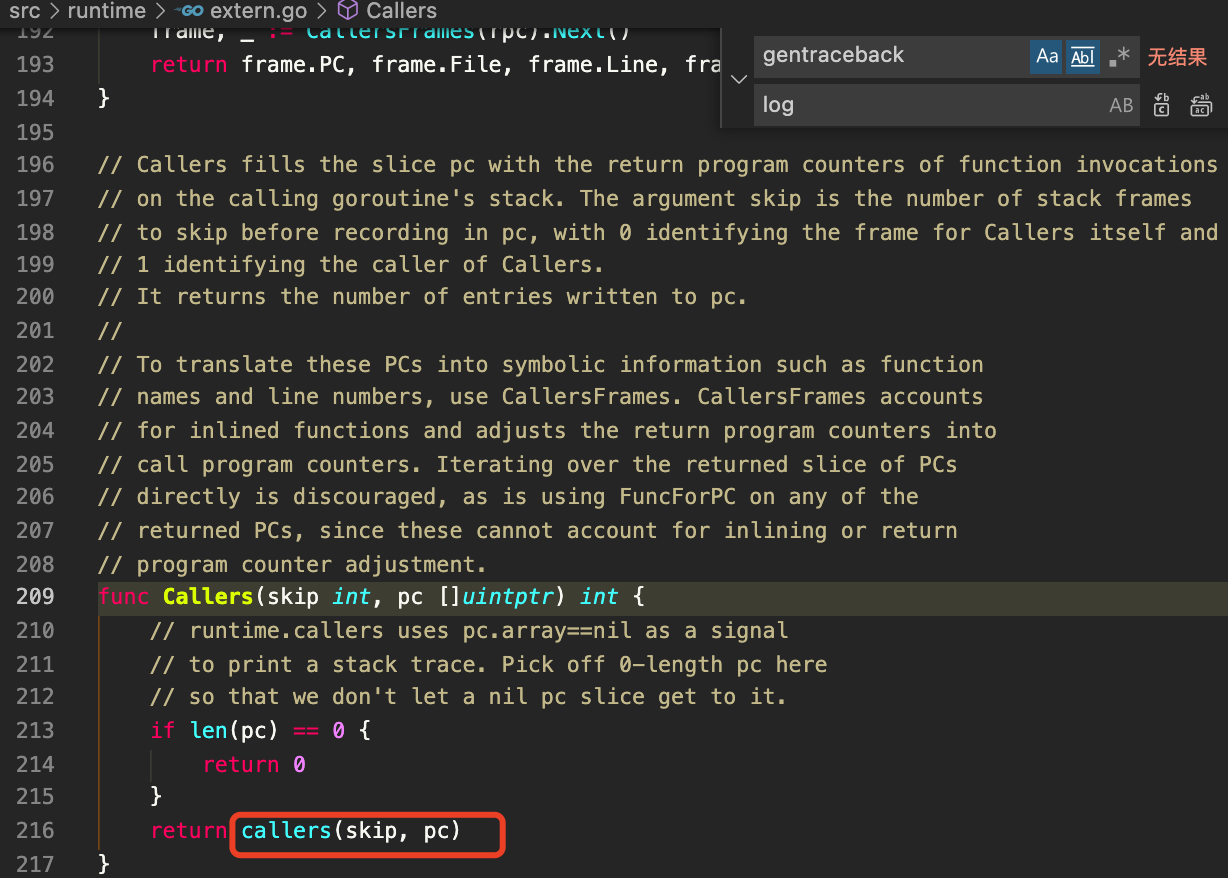 src > runtime > GO extern.go > Callers
192 frame, _ := CallersFrames(rpc).Next()
193 return frame.PC, frame.File, frame.Line, fra
194 }
195
gentraceback Aa Abl .* 无结果
log AB
196 // Callers fills the slice pc with the return program counters of function invocations
197 // on the calling goroutine's stack. The argument skip is the number of stack frames
198 // to skip before recording in pc, with 0 identifying the frame for Callers itself and
199 // 1 identifying the caller of Callers.
200 // It returns the number of entries written to pc.
201 //
202 // To translate these PCs into symbolic information such as function
203 // names and line numbers, use CallersFrames. CallersFrames accounts
204 // for inlined functions and adjusts the return program counters into
205 // call program counters. Iterating over the returned slice of PCs
206 // directly is discouraged, as is using FuncForPC on any of the
207 // returned PCs, since these cannot account for inlining or return
208 // program counter adjustment.
209 func Callers(skip int, pc []uintptr) int {
210 // runtime.callers uses pc.array==nil as a signal
211 // to print a stack trace. Pick off 0-length pc here
212 // so that we don't let a nil pc slice get to it.
213 if len(pc) == 0 {
214 return 0
215 }
216 return callers(skip, pc)
217 }